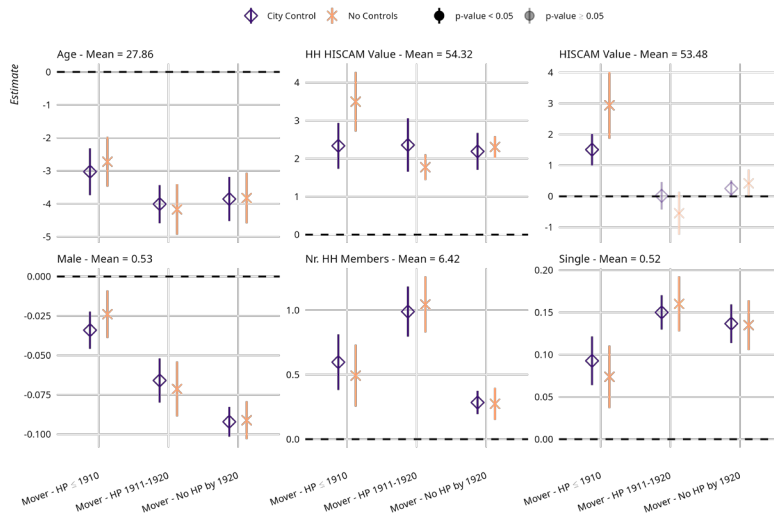 City Control No Controls p-value < 0.05 p-value ≥ 0.05
Estimate
Age - Mean = 27.86
0
-1
-2
-3
-4
-5
HH HISCAM Value - Mean = 54.32
4
3
2
1
0
HISCAM Value - Mean = 53.48
4
3
2
1
0
-1
Male - Mean = 0.53
0.000
-0.025
-0.050
-0.075
-0.100
Nr. HH Members - Mean = 6.42
1.0
0.5
0.0
Single - Mean = 0.52
0.20
0.15
0.10
0.05
0.00
Mover - HP ≤ 1910
Mover - HP 1911-1920
Mover - No HP by 1920
Mover - HP ≤ 1910
Mover - HP 1911-1920
Mover - No HP by 1920
Mover - HP ≤ 1910
Mover - HP 1911-1920
Mover - No HP by 1920